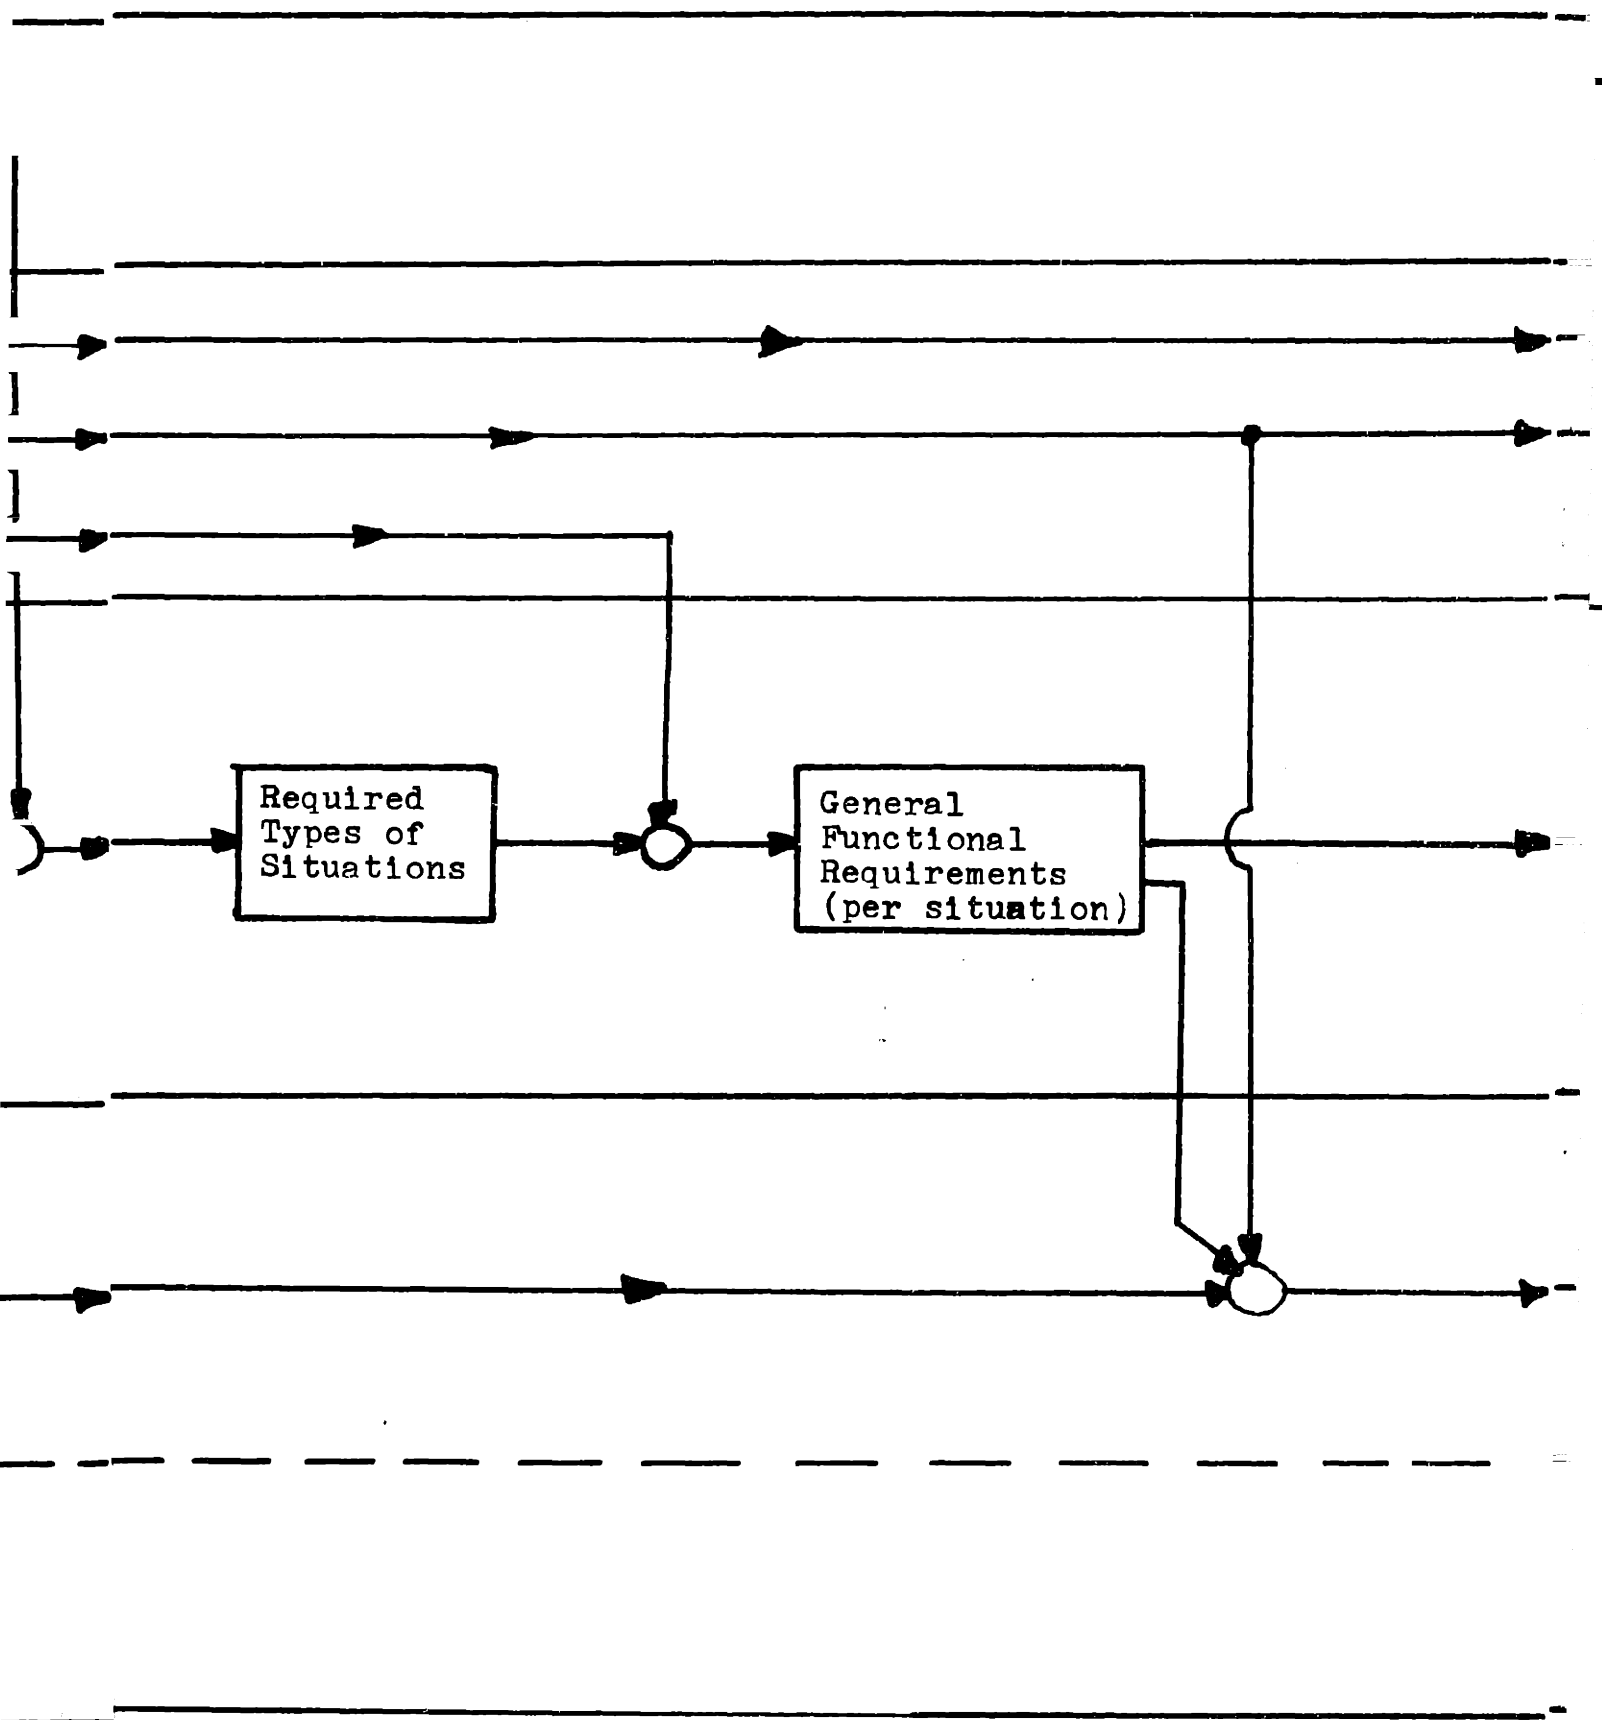 Required
Types of
Situations
General
Functional
Requirements
(per situation)